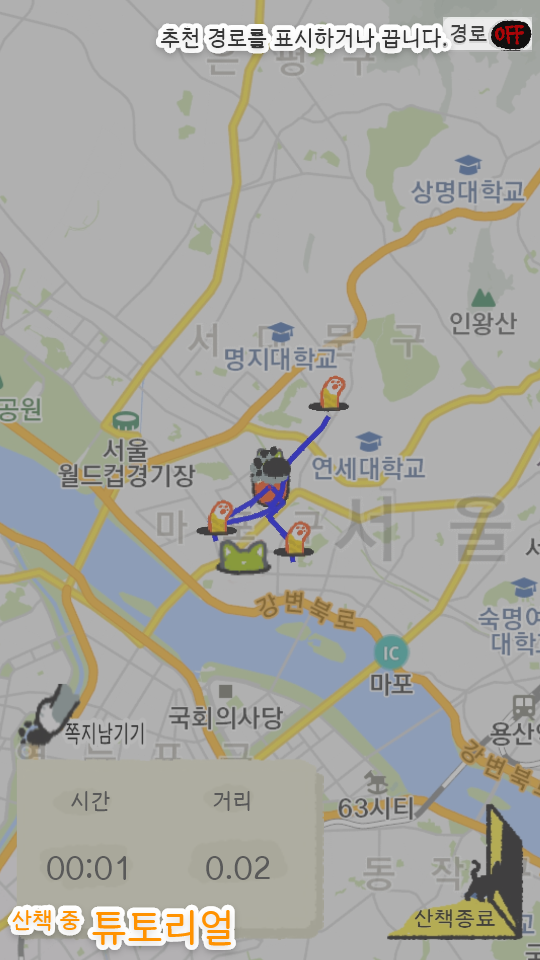 추천 경로를 표시하거나 끕니다.
경로 OFF
은 평 구
상명대학교
인왕산
서 대 문 구
명지대학교
공원
서울
월드컵경기장
연세대학교
마 포 구
서 울
강변북로
숙명여
대학
IC
마포
국회의사당
쪽지남기기
영 등 포 구
용산역
강변북로
시간
거리
63시티
00:01
0.02
동 작 구
산책종료
산책 중 튜토리얼